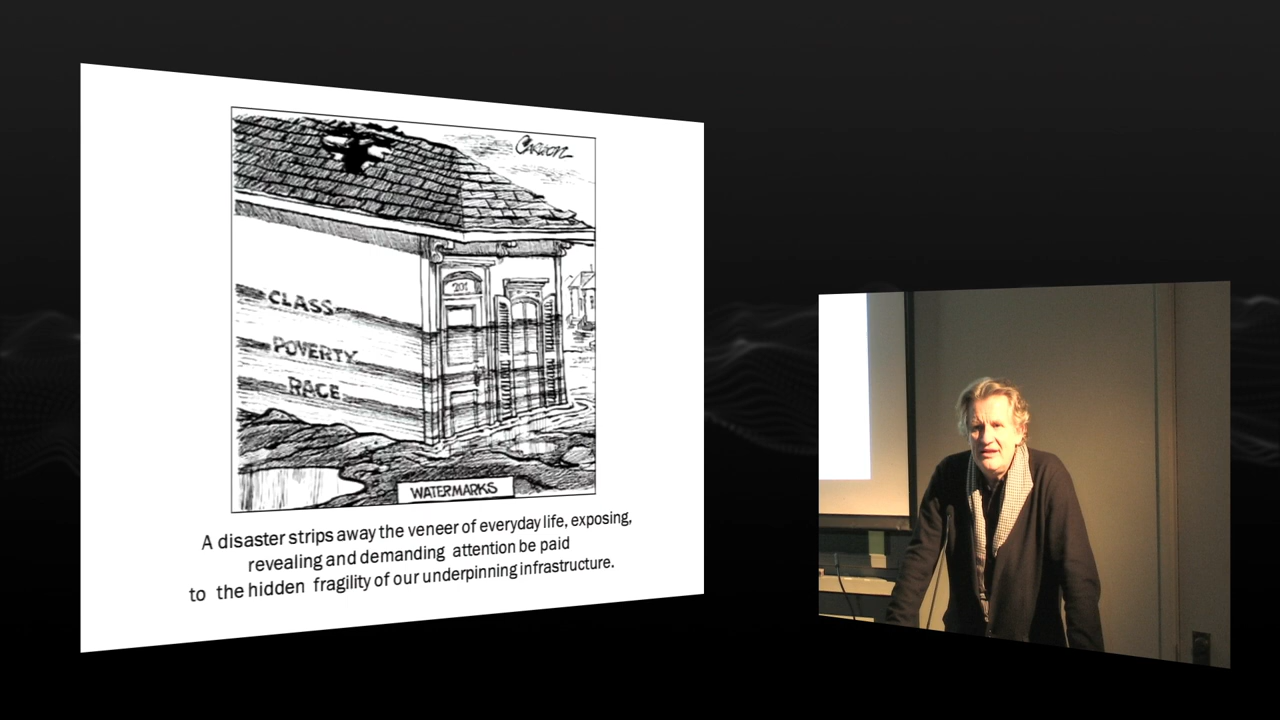 Carlson
201
CLASS
POVERTY
RACE
WATERMARKS
A disaster strips away the veneer of everyday life, exposing,
revealing and demanding attention be paid
to the hidden fragility of our underpinning infrastructure.